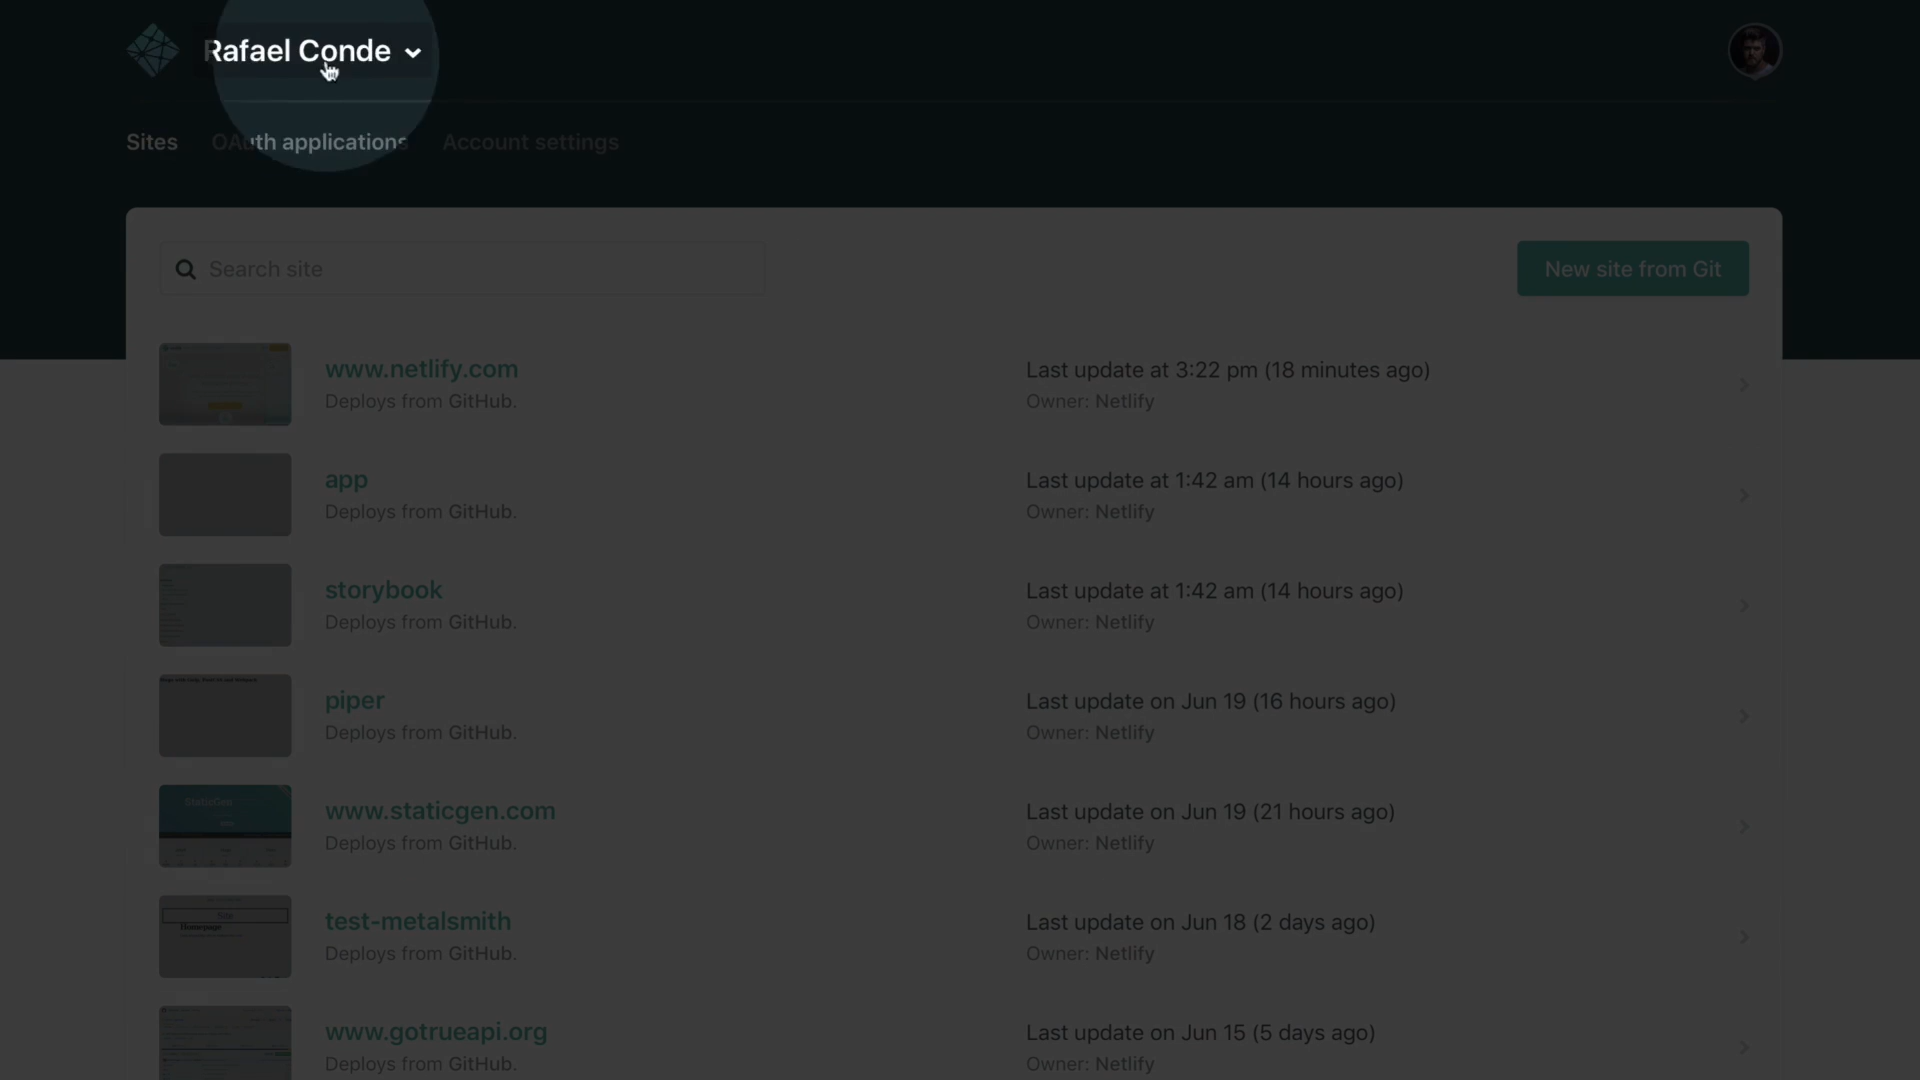 Rafael Conde
Sites OAuth applications Account settings
Search site
New site from Git
www.netlify.com
Deploys from GitHub.
Last update at 3:22 pm (18 minutes ago)
Owner: Netlify
app
Deploys from GitHub.
Last update at 1:42 am (14 hours ago)
Owner: Netlify
storybook
Deploys from GitHub.
Last update at 1:42 am (14 hours ago)
Owner: Netlify
piper
Deploys from GitHub.
Last update on Jun 19 (16 hours ago)
Owner: Netlify
StaticGen
www.staticgen.com
Deploys from GitHub.
Last update on Jun 19 (21 hours ago)
Owner: Netlify
Site
Homepage
test-metalsmith
Deploys from GitHub.
Last update on Jun 18 (2 days ago)
Owner: Netlify
www.gotrueapi.org
Deploys from GitHub.
Last update on Jun 15 (5 days ago)
Owner: Netlify